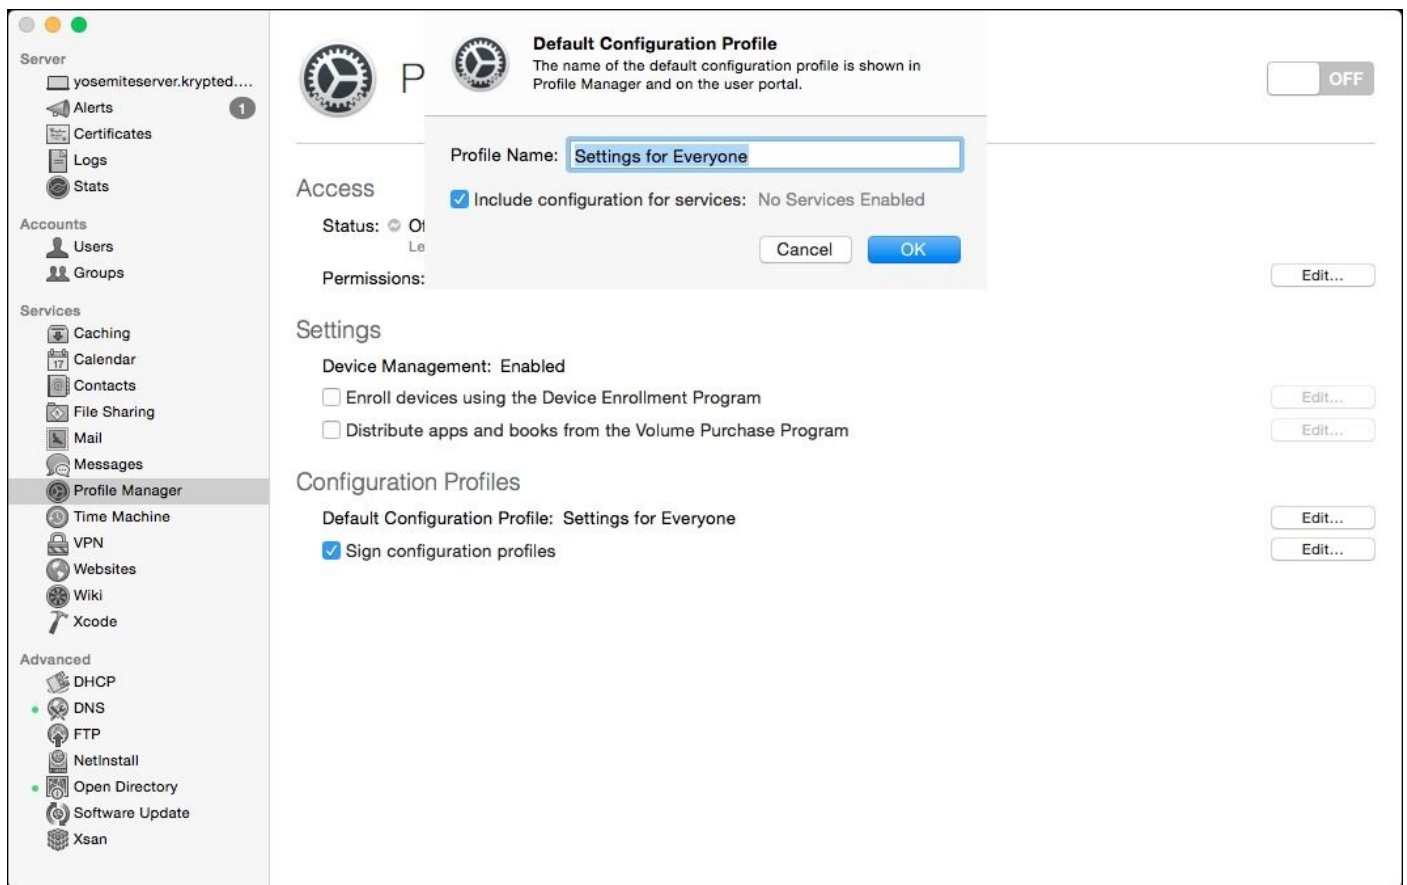 Server
yosemiteserver.krypted....
Alerts
1
Certificates
Logs
Stats
Accounts
Users
Groups
Services
Caching
17
Calendar
Contacts
File Sharing
Mail
Messages
Profile Manager
Time Machine
VPN
Websites
Wiki
Xcode
Advanced
DHCP
DNS
FTP
NetInstall
Open Directory
Software Update
Xsan
P
OFF
Default Configuration Profile
The name of the default configuration profile is shown in
Profile Manager and on the user portal.
Profile Name: Settings for Everyone
Include configuration for services: No Services Enabled
Cancel OK
Access
Status: Of
Le
Permissions: Edit...
Settings
Device Management: Enabled
Enroll devices using the Device Enrollment Program Edit...
Distribute apps and books from the Volume Purchase Program Edit...
Configuration Profiles
Default Configuration Profile: Settings for Everyone Edit...
Sign configuration profiles Edit...